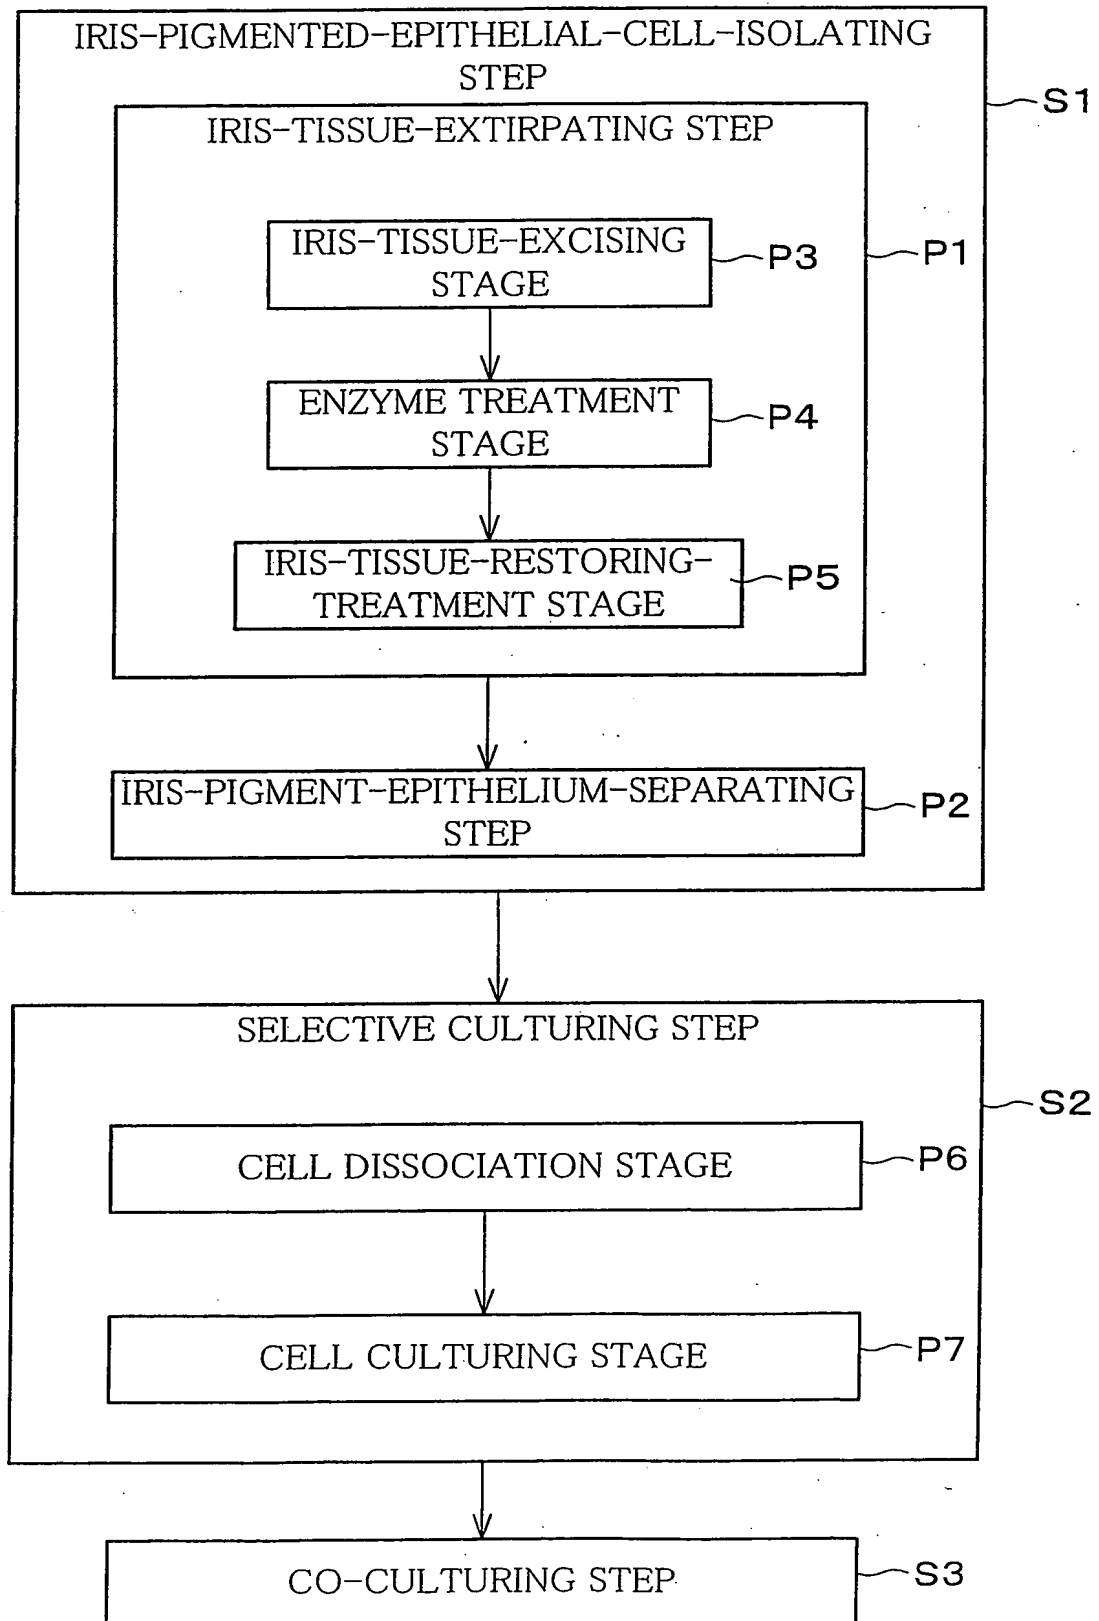 IRIS-PIGMENTED-EPITHELIAL-CELL-ISOLATING
STEP
S1
IRIS-TISSUE-EXTIRPATING STEP
P1
IRIS-TISSUE-EXCISING
STAGE
P3
ENZYME TREATMENT
STAGE
P4
IRIS-TISSUE-RESTORING-
TREATMENT STAGE
P5
IRIS-PIGMENT-EPITHELIUM-SEPARATING
STEP
P2
SELECTIVE CULTURING STEP
S2
CELL DISSOCIATION STAGE
P6
CELL CULTURING STAGE
P7
CO-CULTURING STEP
S3